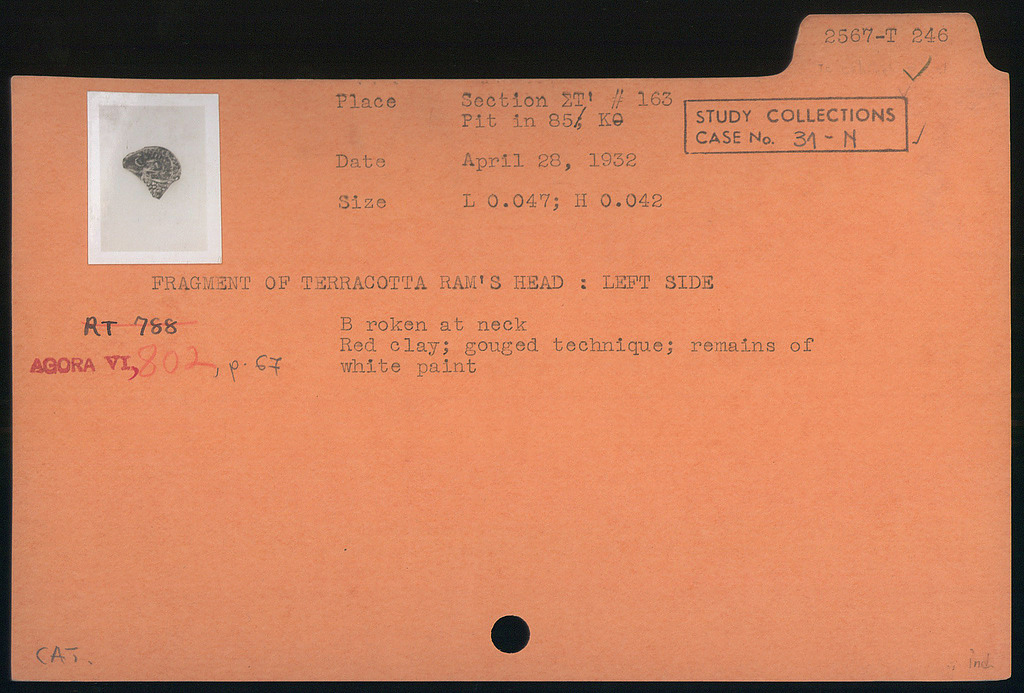 2567-T 246
Place Section ΣΤ' # 163
Pit in 85/ KΘ
STUDY COLLECTIONS
CASE No. 31 - N
Date April 28, 1932
Size L 0.047; H 0.042
FRAGMENT OF TERRACOTTA RAM'S HEAD : LEFT SIDE
RT 788
B roken at neck
Red clay; gouged technique; remains of
white paint
AGORA VI, 802, p. 67
CAT.
ind